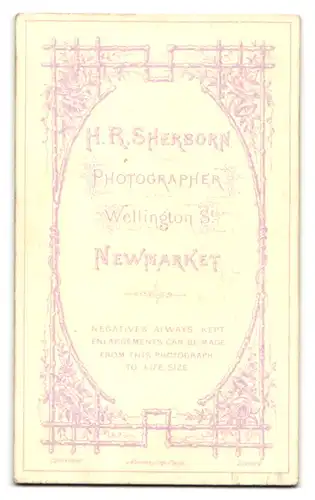 H. R. SHERBORN
PHOTOGRAPHER
Wellington St.
NEWMARKET
NEGATIVES ALWAYS KEPT
ENLARGEMENTS CAN BE MADE
FROM THIS PHOTOGRAPH
TO LIFE SIZE